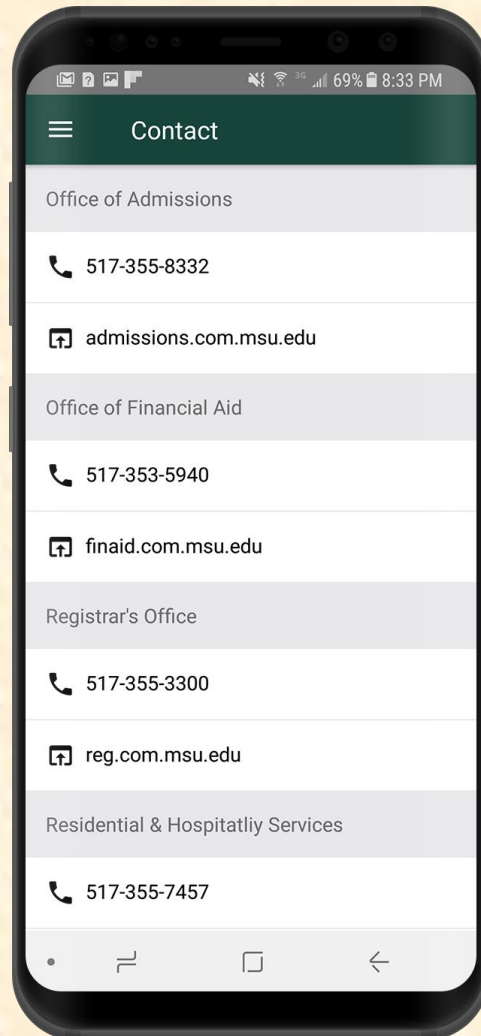 3G 69% 8:33 PM
Contact
Office of Admissions
517-355-8332
admissions.com.msu.edu
Office of Financial Aid
517-353-5940
finaid.com.msu.edu
Registrar's Office
517-355-3300
reg.com.msu.edu
Residential & Hospitatliy Services
517-355-7457